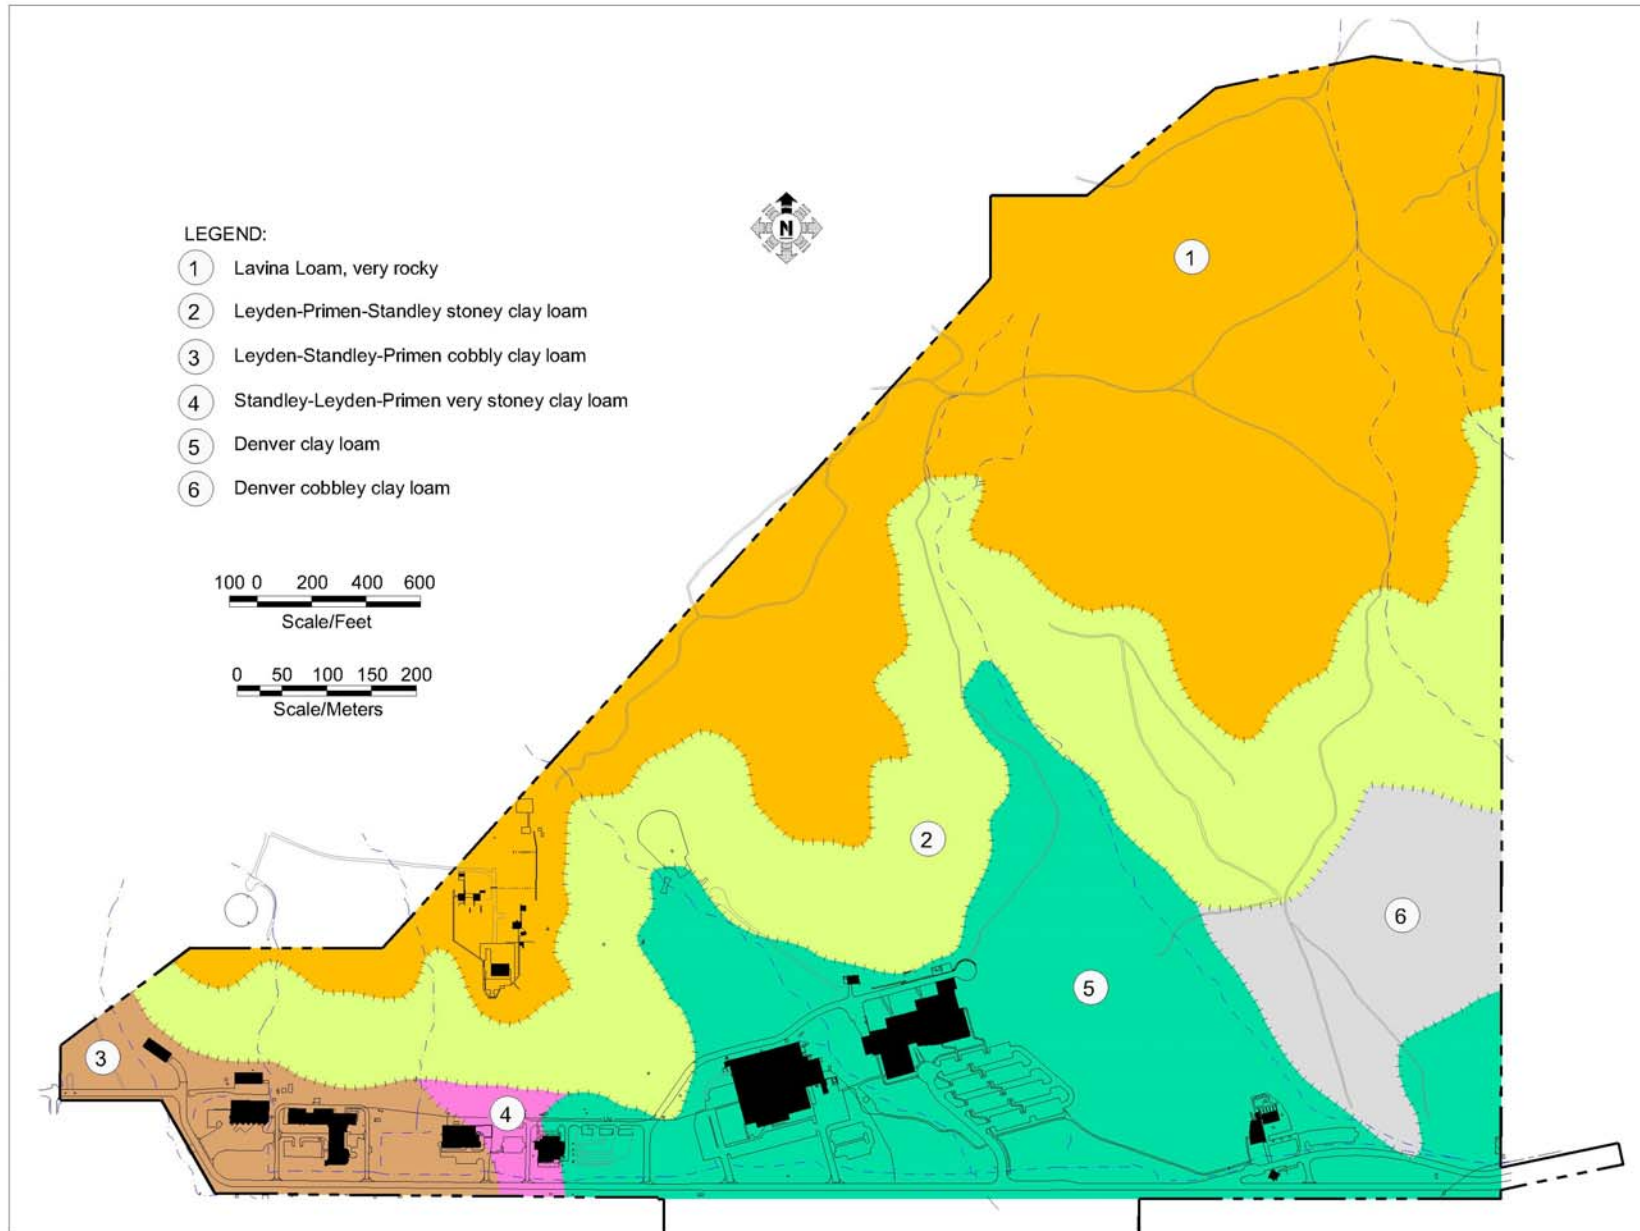 N
LEGEND:
1 Lavina Loam, very rocky
2 Leyden-Primen-Standley stoney clay loam
3 Leyden-Standley-Primen cobbly clay loam
4 Standley-Leyden-Primen very stoney clay loam
5 Denver clay loam
6 Denver cobbley clay loam
100 0 200 400 600
Scale/Feet
0 50 100 150 200
Scale/Meters
1
2
6
5
3
4